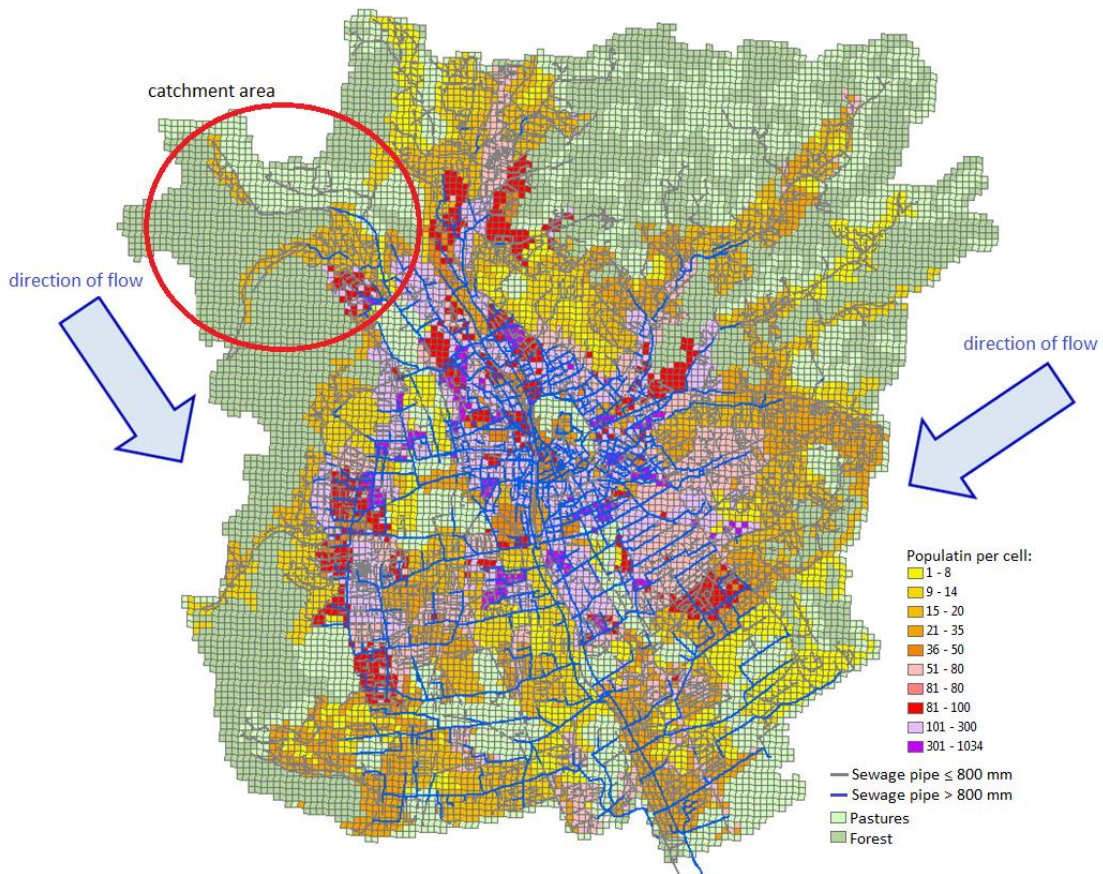 catchment area
direction of flow
direction of flow
Populatin per cell:
1 - 8
9 - 14
15 - 20
21 - 35
36 - 50
51 - 80
81 - 80
81 - 100
101 - 300
301 - 1034
Sewage pipe ≤ 800 mm
Sewage pipe > 800 mm
Pastures
Forest